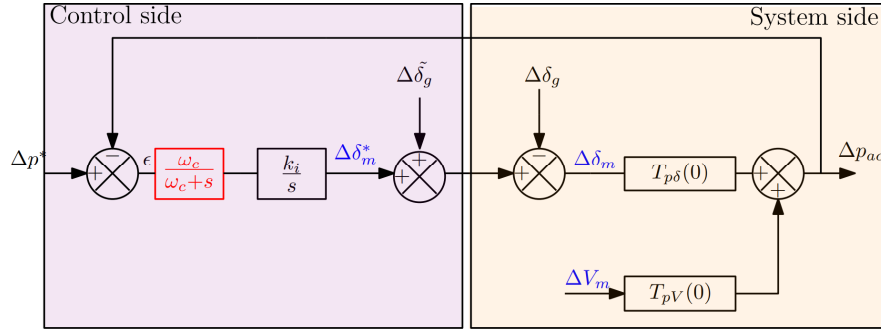 Control side
System side
Δδ̃_g
Δδ_g
Δp*
+
−
ϵ
ω_c
ω_c+s
k_i
s
Δδ*_m
+
+
+
−
Δδ_m
T_pδ(0)
+
+
Δp_ac
ΔV_m
T_pV(0)